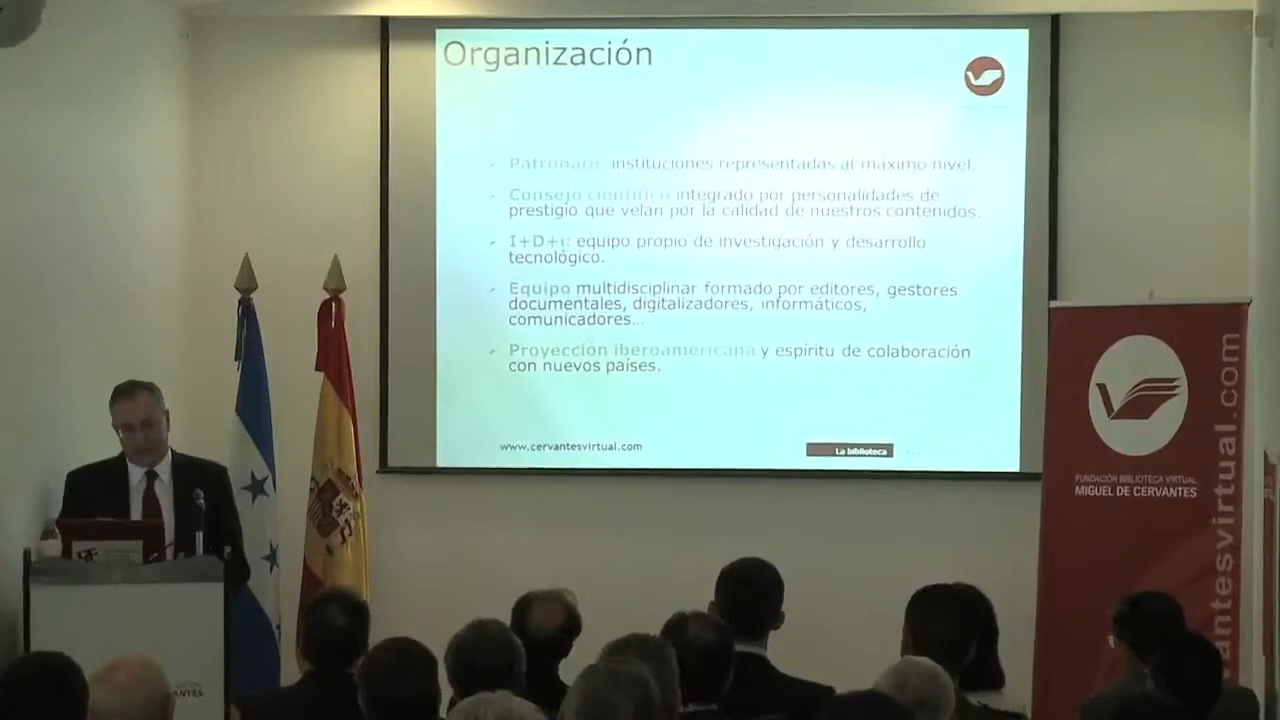 Organización
Patronato: instituciones representadas al máximo nivel.
Consejo científico integrado por personalidades de
prestigio que velan por la calidad de nuestros contenidos.
I+D+i: equipo propio de investigación y desarrollo
tecnológico.
Equipo multidisciplinar formado por editores, gestores
documentales, digitalizadores, informáticos,
comunicadores...
Proyección iberoamericana y espíritu de colaboración
con nuevos países.
www.cervantesvirtual.com
La biblioteca
FUNDACIÓN BIBLIOTECA VIRTUAL
MIGUEL DE CERVANTES
antesvirtual.com